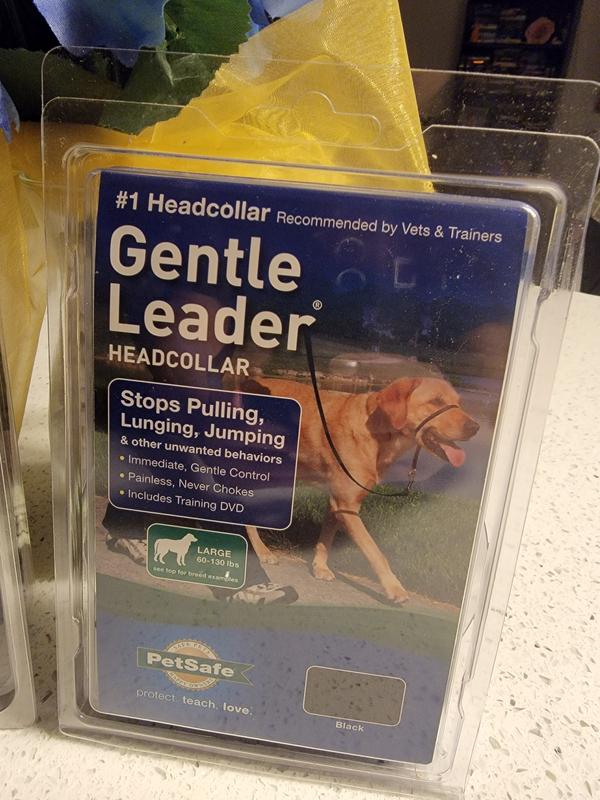 #1 Headcollar Recommended by Vets & Trainers
Gentle
Leader®
HEADCOLLAR
Stops Pulling,
Lunging, Jumping
& other unwanted behaviors
• Immediate, Gentle Control
• Painless, Never Chokes
• Includes Training DVD
LARGE
60-130 lbs
see top for breed examples
PetSafe
protect. teach. love.
Black